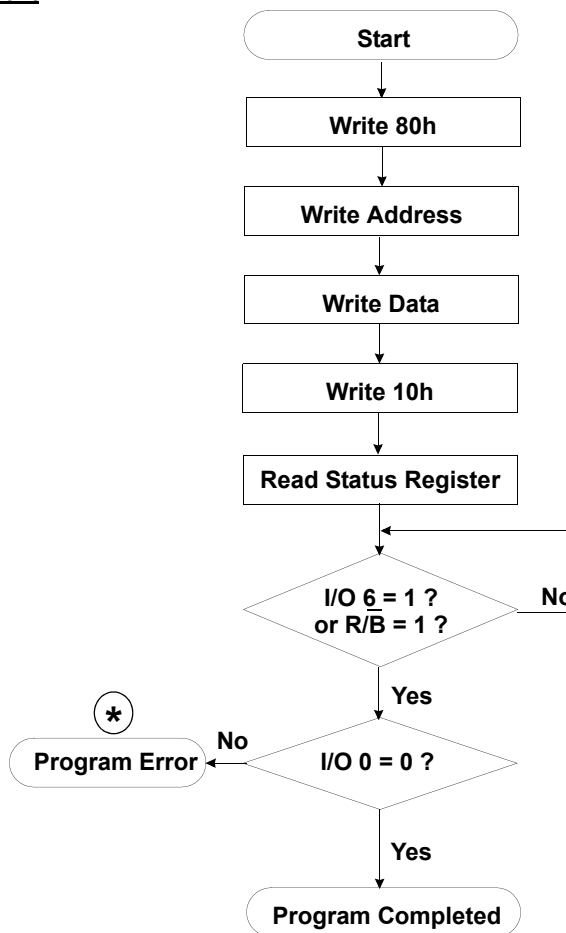 Start
Write 80h
Write Address
Write Data
Write 10h
Read Status Register
I/O 6 = 1 ?
or R/B̅ = 1 ?
No
Yes
*
No
Program Error
I/O 0 = 0 ?
Yes
Program Completed